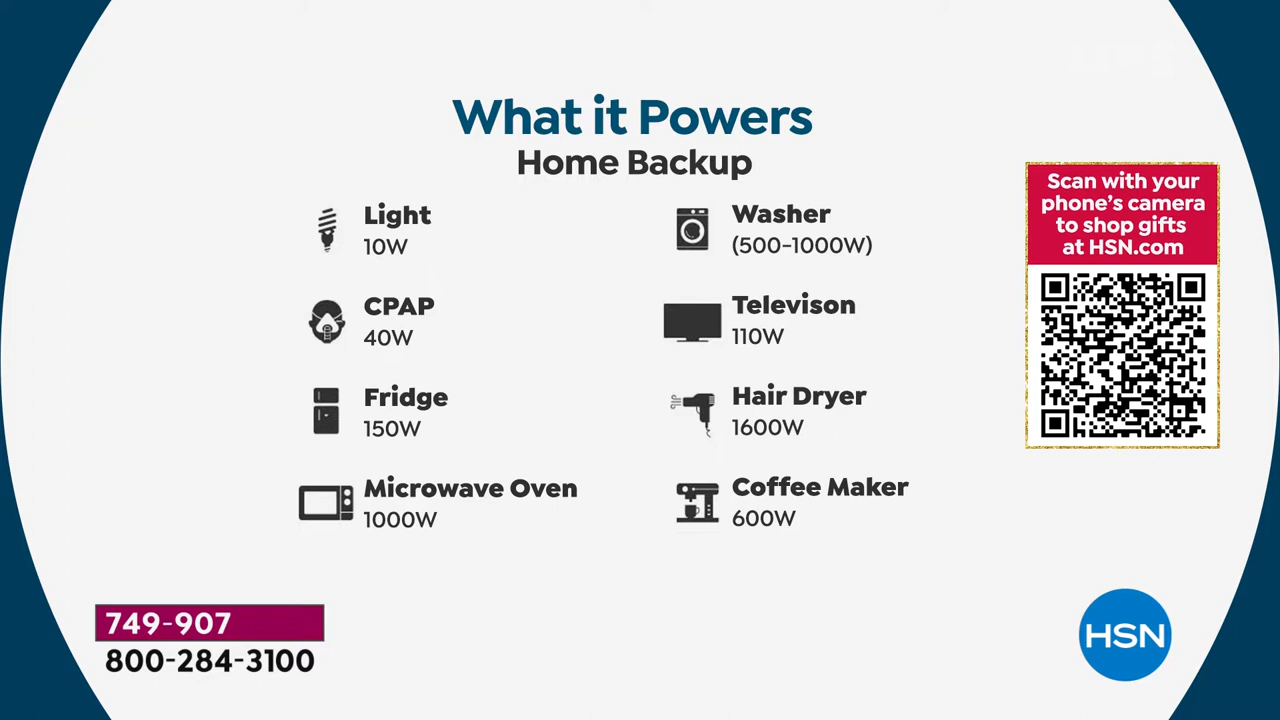 What it Powers
Home Backup
Light
10W
CPAP
40W
Fridge
150W
Microwave Oven
1000W
Washer
(500-1000W)
Televison
110W
Hair Dryer
1600W
Coffee Maker
600W
Scan with your
phone's camera
to shop gifts
at HSN.com
749-907
800-284-3100
HSN